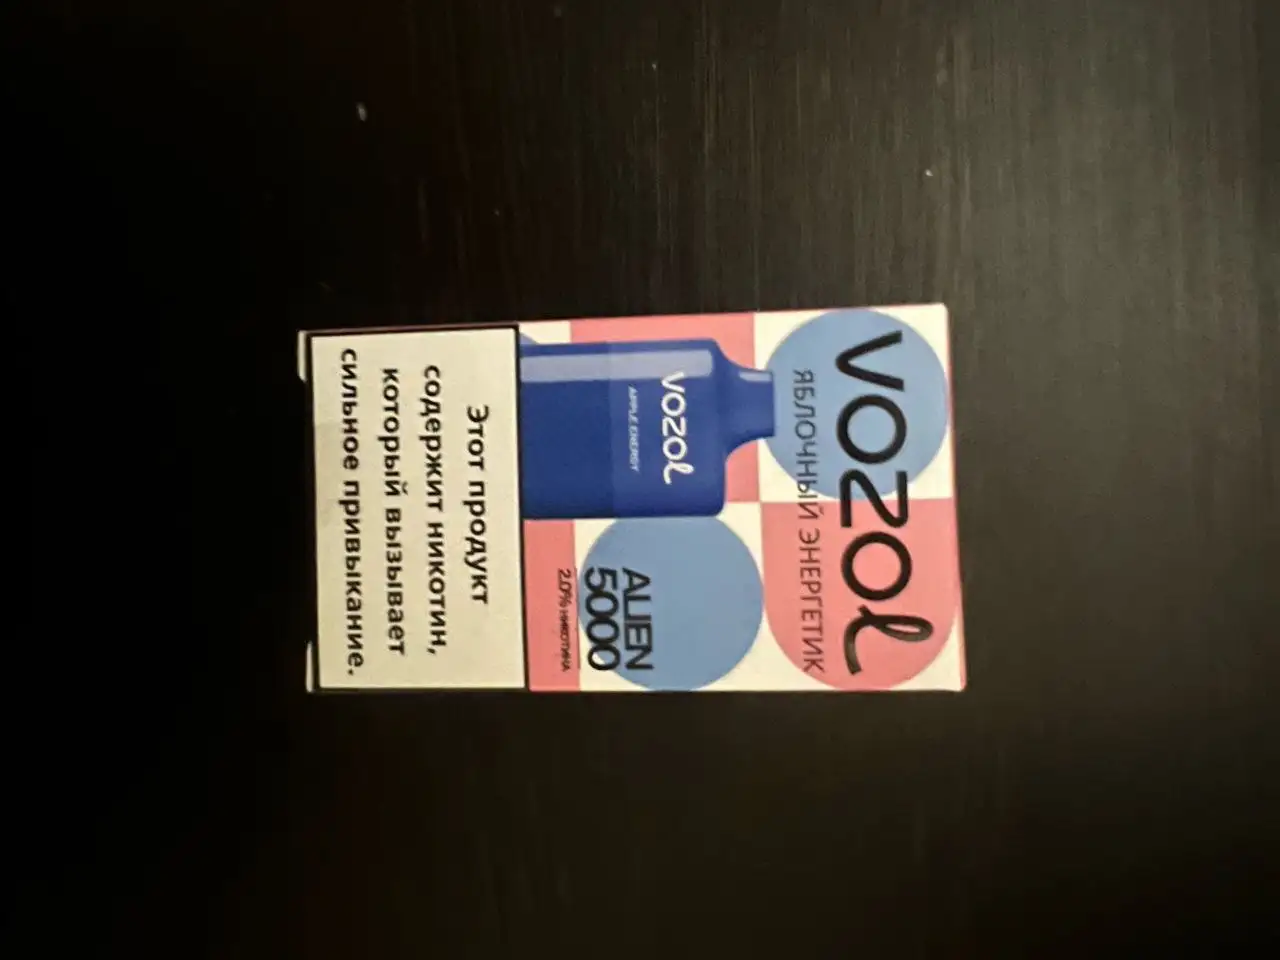 VOZOL
ЯБЛОЧНЫЙ ЭНЕРГЕТИК
VOZOL
APPLE ENERGY
ALIEN
5000
2.0% НИКОТИНА
Этот продукт
содержит никотин,
который вызывает
сильное привыкание.